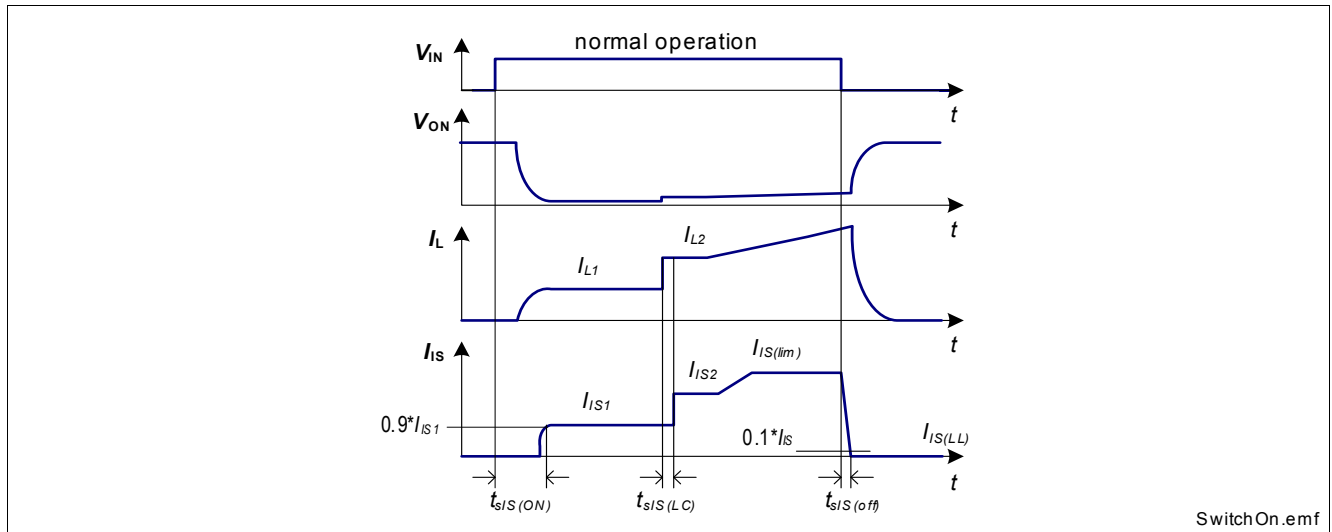 normal operation
VIN
t
VON
t
IL
IL1
IL2
t
IIS
0.9*IIS1
IIS1
IIS2
IIS(lim)
0.1*IIS
IIS(LL)
t
tsIS(ON)
tsIS(LC)
tsIS(off)
SwitchOn.emf